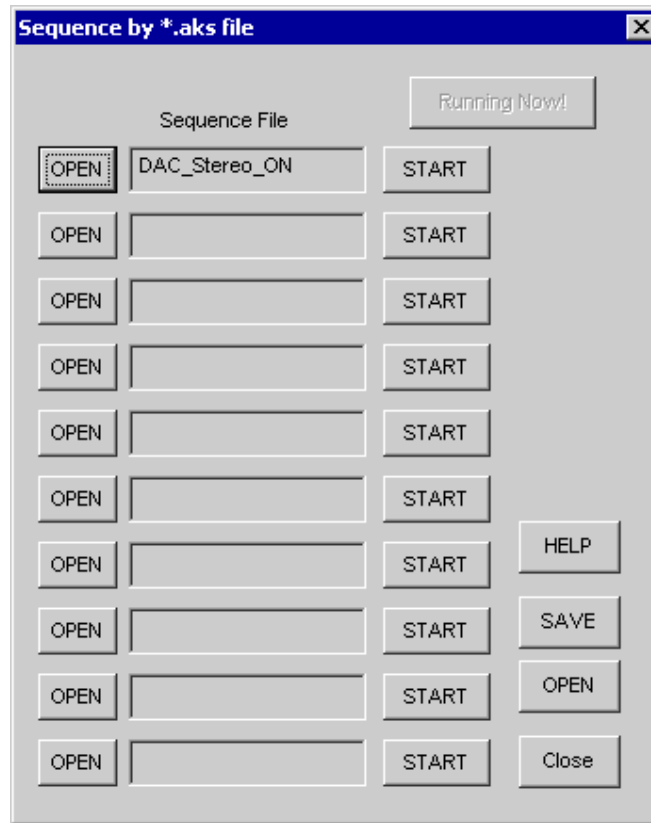 Sequence by *.aks file
Running Now!
Sequence File
OPEN DAC_Stereo_ON START
OPEN START
OPEN START
OPEN START
OPEN START
OPEN START
HELP
OPEN START
SAVE
OPEN START
OPEN
OPEN START
OPEN START Close